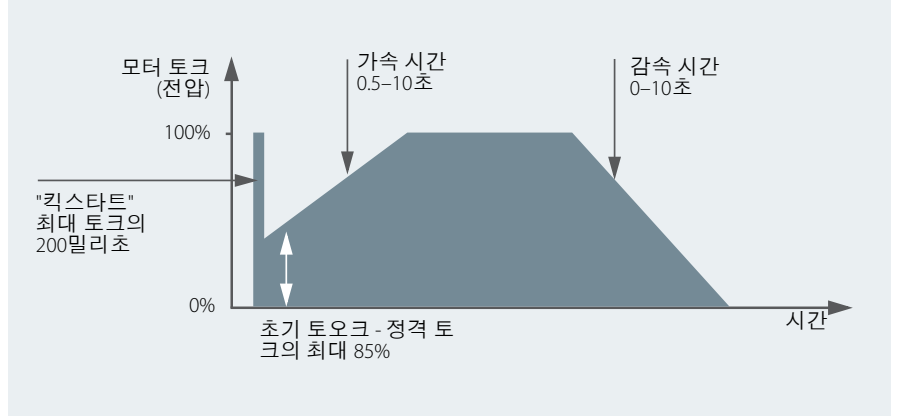 모터 토크
(전압)
가속 시간
0.5–10초
감속 시간
0–10초
100%
"킥스타트"
최대 토크의
200밀리초
0%
시간
초기 토오크 - 정격 토
크의 최대 85%